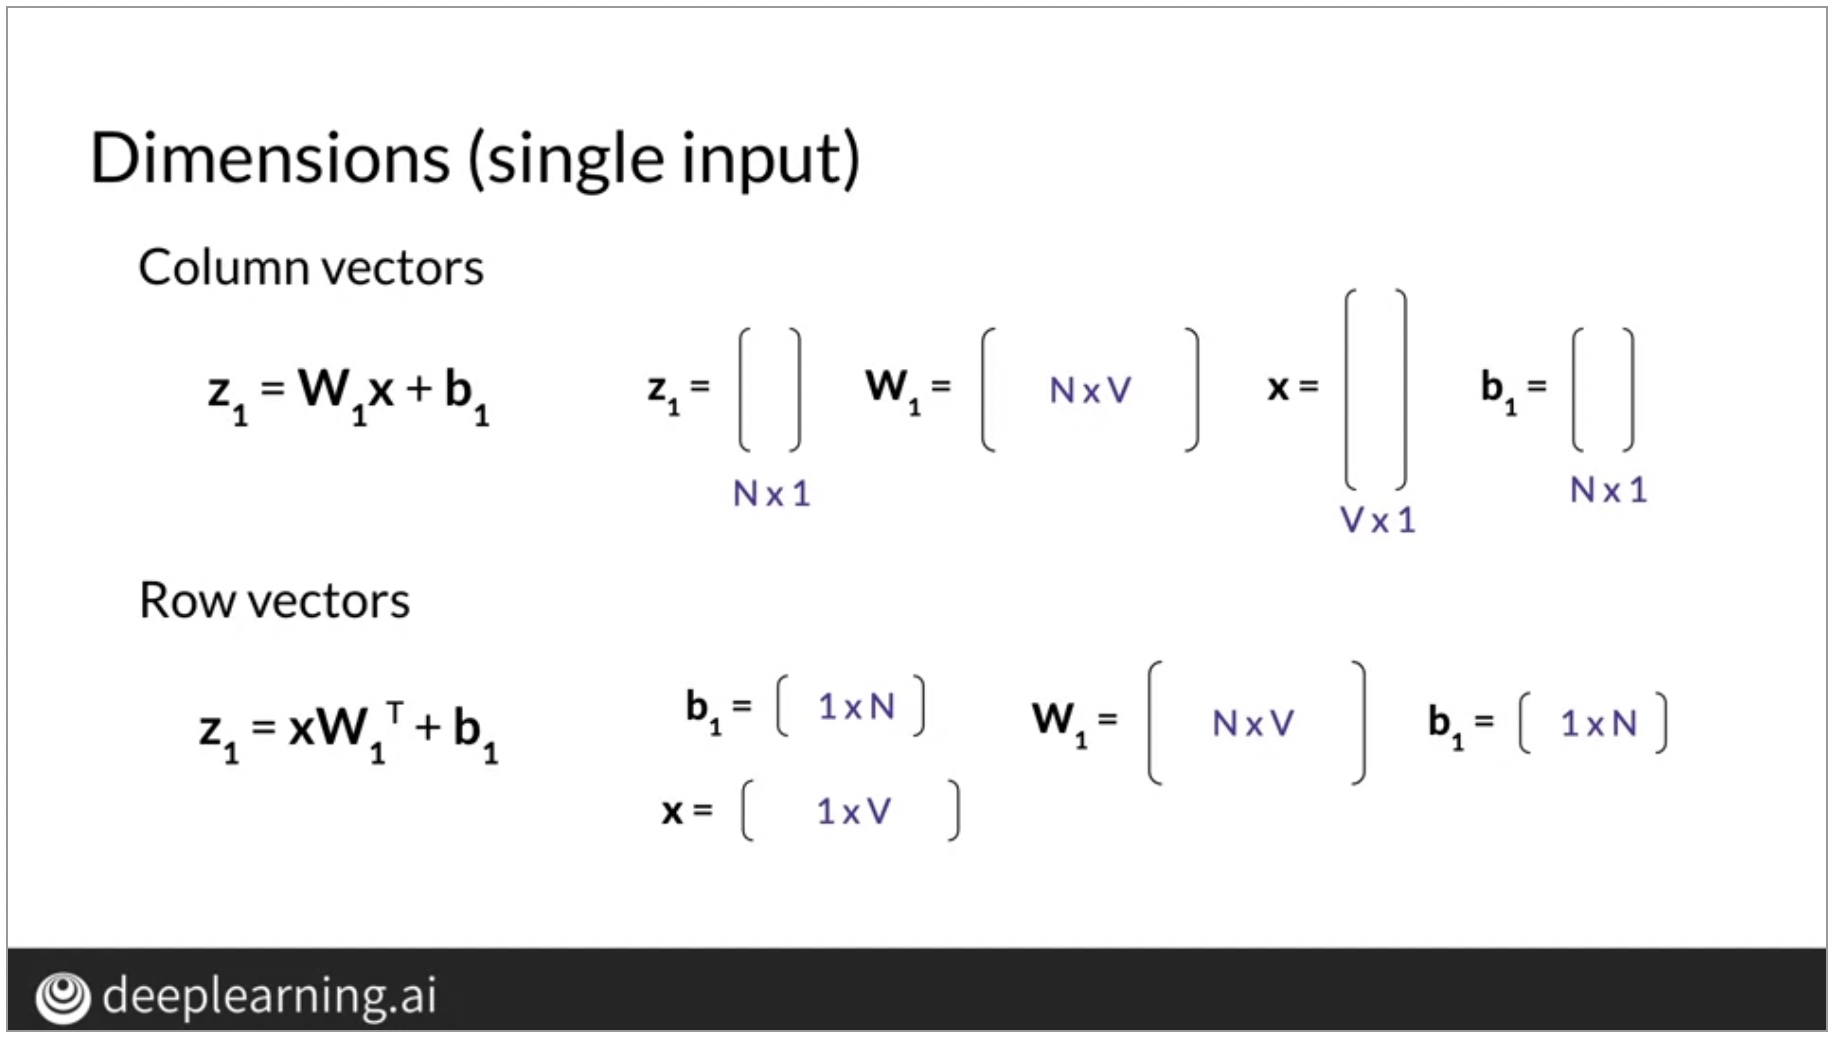 Dimensions (single input)
Column vectors
z₁ = W₁x + b₁
z₁ =
N x 1
W₁ = ( N x V )
x =
V x 1
b₁ =
N x 1
Row vectors
z₁ = xW₁ᵀ + b₁
b₁ = ( 1 x N )
W₁ = ( N x V )
b₁ = ( 1 x N )
x = ( 1 x V )
deeplearning.ai